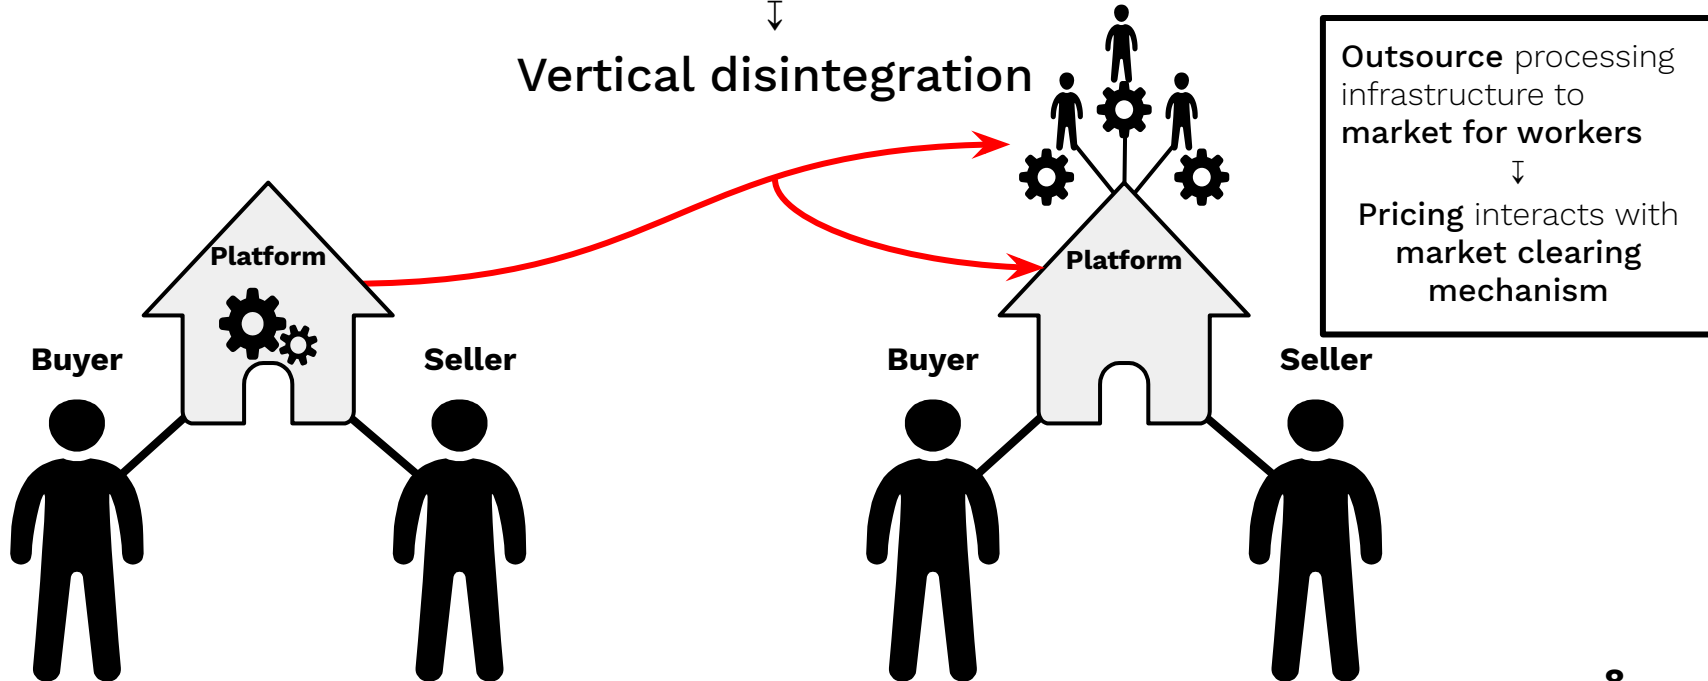 ↧
Vertical disintegration
Outsource processing
infrastructure to
market for workers
↧
Pricing interacts with
market clearing
mechanism
Platform
Platform
Buyer
Seller
Buyer
Seller
8